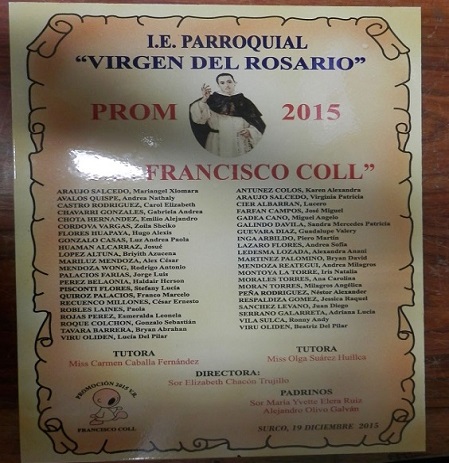 I.E. PARROQUIAL
"VIRGEN DEL ROSARIO"
PROM 2015
FRANCISCO COLL"
ARAUJO SALCEDO, Mariangel Xiomara
AVALOS QUISPE, Andrea Nathaly
CASTRO RODRIGUEZ, Carol Elizabeth
CHAVARRI GONZALES, Gabriela Andrea
CHOTA HERNANDEZ, Emilio Alejandro
CORDOVA VARGAS, Zoila Sheiko
FLORES HUAPAYA, Hugo Alexis
GONZALO CASAS, Luz Andrea Paola
HUAMAN ALCARRAZ, Josué
LOPEZ ALTUNA, Briyith Azucena
MARILUZ MENDOZA, Alex César
MENDOZA WONG, Rodrigo Antonio
PALACIOS FARIAS, Jorge Luis
PEREZ BELAONIA, Haldair Herson
PISCONTI FLORES, Stefany Lucia
QUIROZ PALACIOS, Franco Marcelo
RECUENCO MILLONES, César Ernesto
ROBLES LAINES, Paola
ROJAS PEREZ, Esmeralda Leonela
ROQUE COLCHON, Gonzalo Sebastián
TAVARA BARRERA, Bryan Abrahan
VIRU OLIDEN, Lucía Del Pilar
ANTUNEZ COLOS, Karen Alexandra
ARAUJO SALCEDO, Virginia Patricia
CIER ALBARRAN, Lucero
FARFAN CAMPOS, José Miguel
GADEA CANO, Miguel Angelo
GALINDO DAVILA, Sandra Mercedes Patricia
GUEVARA DIAZ, Guadalupe Valery
INGA ARBILDO, Piero Martin
LAZARO FLORES, Andrea Sofia
LEDESMA LOZADA, Alexandra Ananí
MARTINEZ PALOMINO, Bryan David
MENDOZA REATEGUI, Andrea Milagros
MONTOYA LA TORRE, Iris Natalia
MORALES TORRES, Ana Carolina
MORAN TORRES, Milagros Angélica
PEÑA RODRIGUEZ, Néstor Alexander
RESPALDIZA GOMEZ, Jessica Raquel
SANCHEZ LEVANO, Juan Diego
SERRANO GALARRETA, Adriana Lucía
VILA SULCA, Ronny Andy
VIRU OLIDEN, Beatriz Del Pilar
TUTORA
Miss Carmen Caballa Fernández
TUTORA
Miss Olga Suárez Huillca
DIRECTORA:
Sor Elizabeth Chacón Trujillo
PADRINOS
Sor María Yvette Elera Ruíz
Alejandro Olivo Galván
PROMOCIÓN 2015 V.R.
FRANCISCO COLL
SURCO, 19 DICIEMBRE 2015